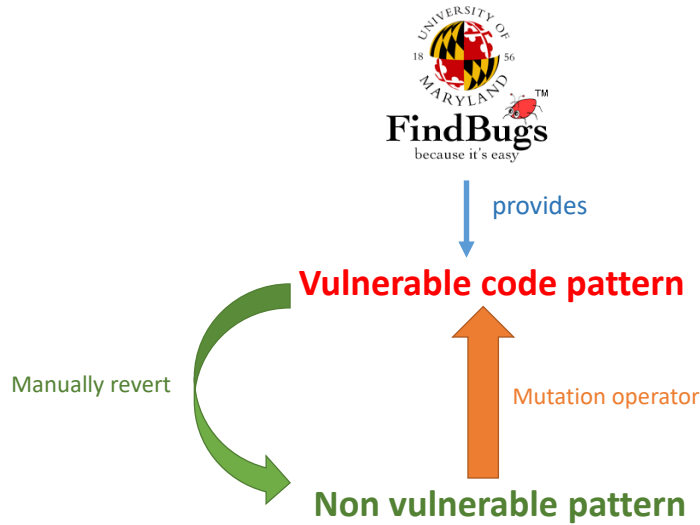 UNIVERSITY OF
18 56
MARYLAND
TM
FindBugs
because it's easy
provides
Vulnerable code pattern
Manually revert
Mutation operator
Non vulnerable pattern